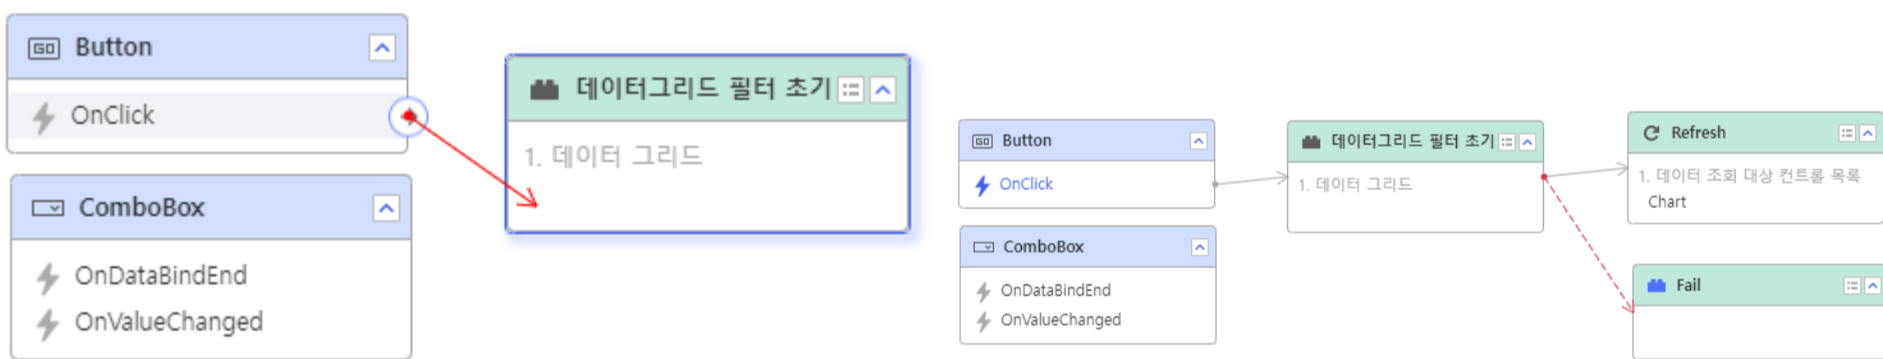 Button
OnClick
ComboBox
OnDataBindEnd
OnValueChanged
데이터그리드 필터 초기
1. 데이터 그리드
Button
OnClick
ComboBox
OnDataBindEnd
OnValueChanged
데이터그리드 필터 초기
1. 데이터 그리드
Refresh
1. 데이터 조회 대상 컨트롤 목록
Chart
Fail